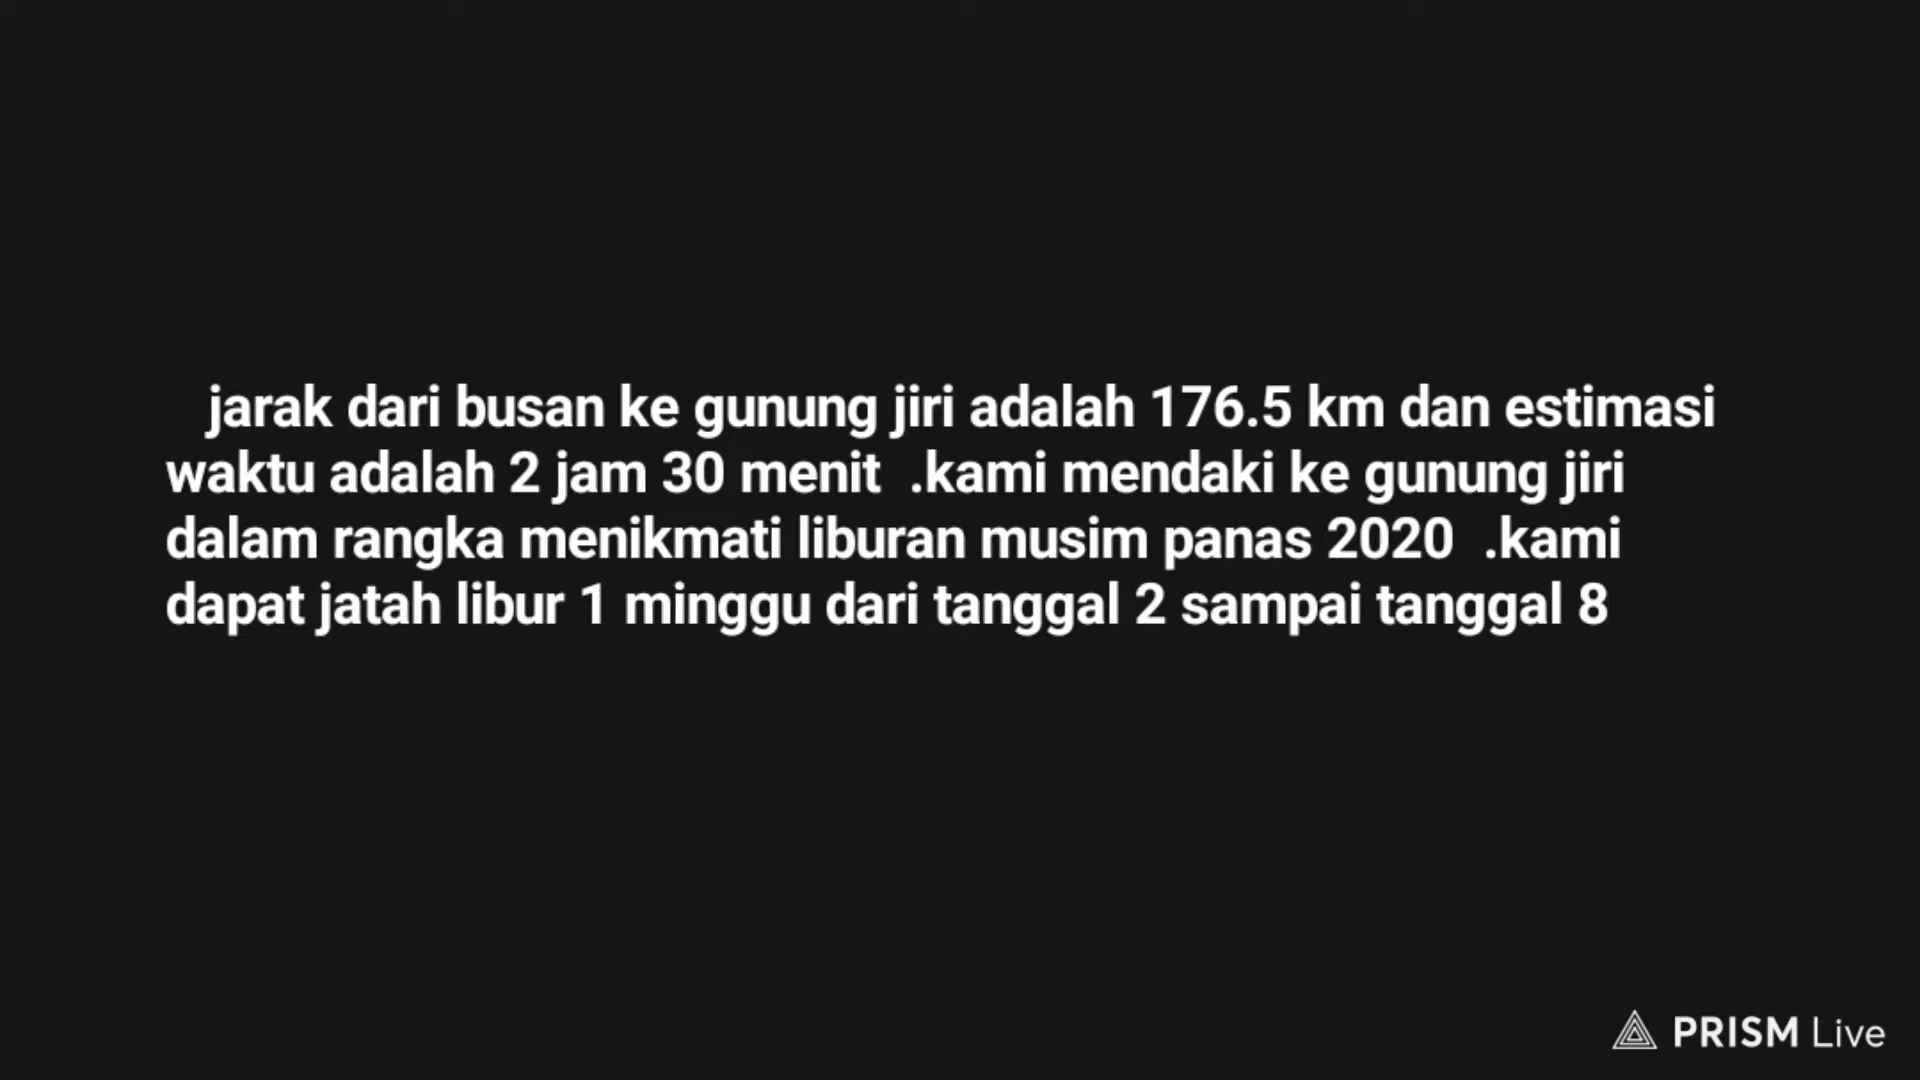 jarak dari busan ke gunung jiri adalah 176.5 km dan estimasi
waktu adalah 2 jam 30 menit  .kami mendaki ke gunung jiri
dalam rangka menikmati liburan musim panas 2020  .kami
dapat jatah libur 1 minggu dari tanggal 2 sampai tanggal 8
PRISM Live